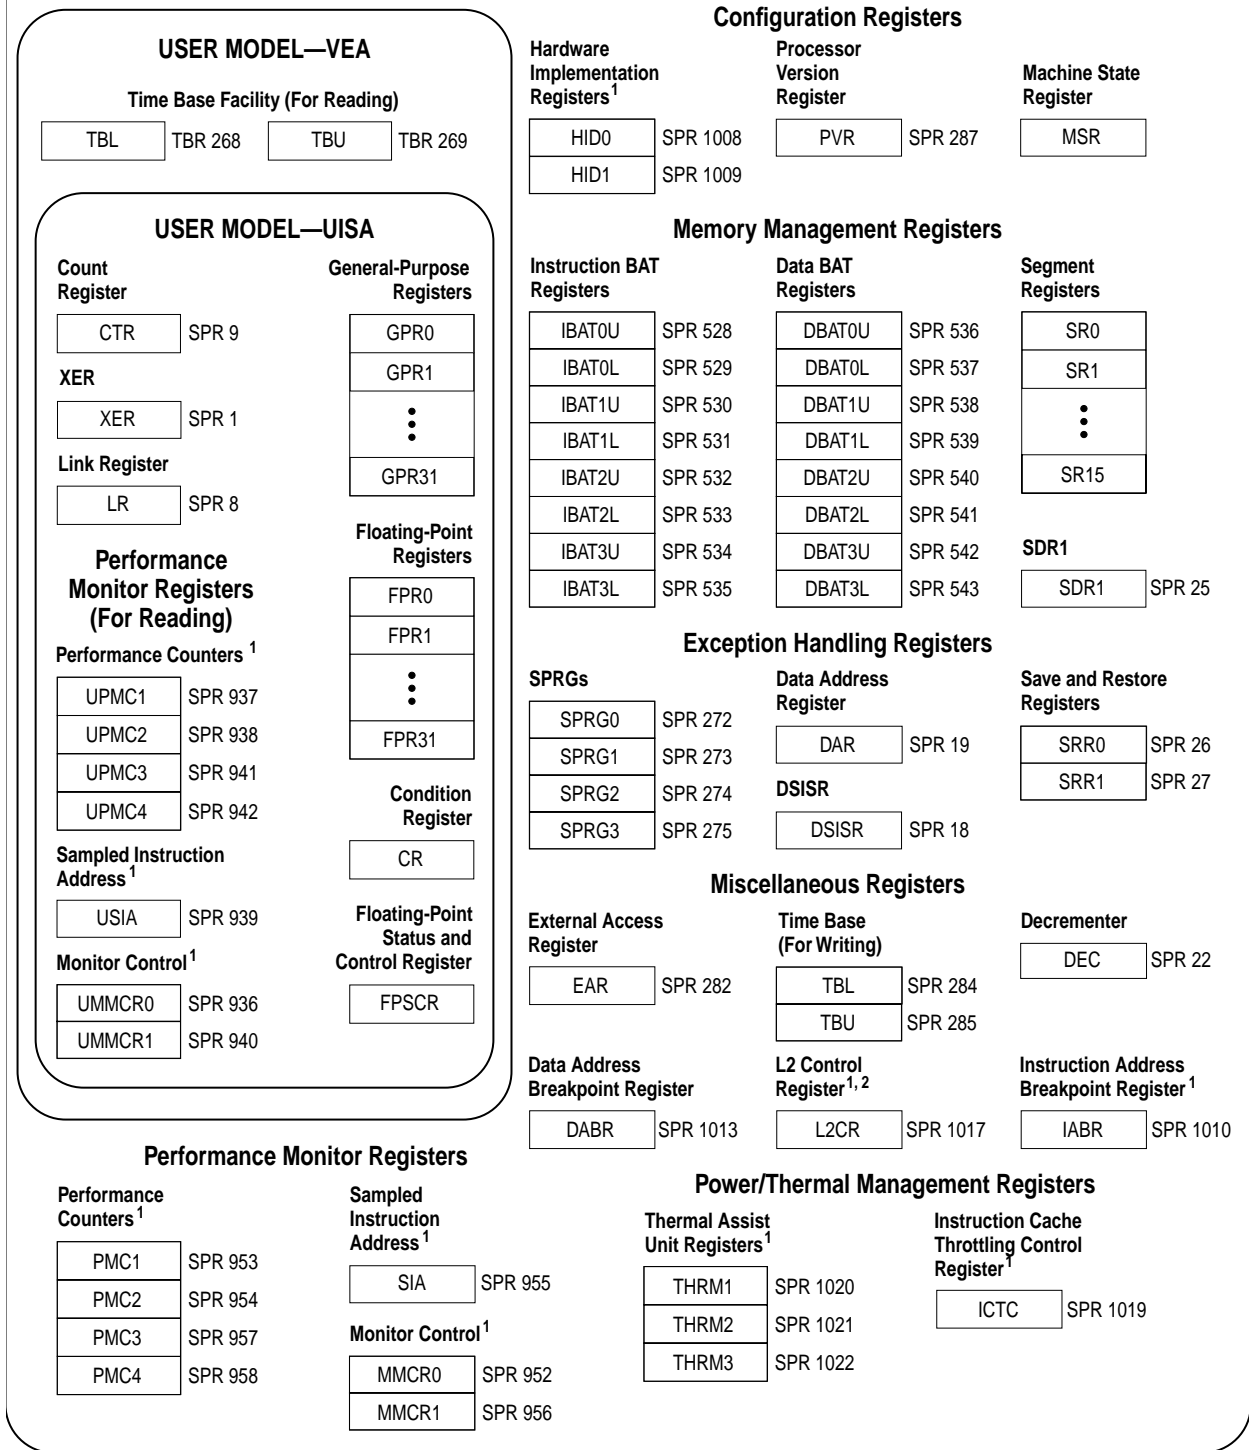 USER MODEL—VEA
Time Base Facility (For Reading)
TBL TBR 268 TBU TBR 269
USER MODEL—UISA
Count
Register
CTR SPR 9
XER
XER SPR 1
Link Register
LR SPR 8
Performance
Monitor Registers
(For Reading)
Performance Counters 1
UPMC1 SPR 937
UPMC2 SPR 938
UPMC3 SPR 941
UPMC4 SPR 942
Sampled Instruction
Address 1
USIA SPR 939
Monitor Control 1
UMMCR0 SPR 936
UMMCR1 SPR 940
General-Purpose
Registers
GPR0
GPR1
GPR31
Floating-Point
Registers
FPR0
FPR1
FPR31
Condition
Register
CR
Floating-Point
Status and
Control Register
FPSCR
Configuration Registers
Hardware
Implementation
Registers 1
HID0 SPR 1008
HID1 SPR 1009
Processor
Version
Register
PVR SPR 287
Machine State
Register
MSR
Memory Management Registers
Instruction BAT
Registers
IBAT0U SPR 528
IBAT0L SPR 529
IBAT1U SPR 530
IBAT1L SPR 531
IBAT2U SPR 532
IBAT2L SPR 533
IBAT3U SPR 534
IBAT3L SPR 535
Data BAT
Registers
DBAT0U SPR 536
DBAT0L SPR 537
DBAT1U SPR 538
DBAT1L SPR 539
DBAT2U SPR 540
DBAT2L SPR 541
DBAT3U SPR 542
DBAT3L SPR 543
Segment
Registers
SR0
SR1
SR15
SDR1
SDR1 SPR 25
Exception Handling Registers
SPRGs
SPRG0 SPR 272
SPRG1 SPR 273
SPRG2 SPR 274
SPRG3 SPR 275
Data Address
Register
DAR SPR 19
DSISR
DSISR SPR 18
Save and Restore
Registers
SRR0 SPR 26
SRR1 SPR 27
Miscellaneous Registers
External Access
Register
EAR SPR 282
Time Base
(For Writing)
TBL SPR 284
TBU SPR 285
Decrementer
DEC SPR 22
Data Address
Breakpoint Register
DABR SPR 1013
L2 Control
Register 1, 2
L2CR SPR 1017
Instruction Address
Breakpoint Register 1
IABR SPR 1010
Performance Monitor Registers
Performance
Counters 1
PMC1 SPR 953
PMC2 SPR 954
PMC3 SPR 957
PMC4 SPR 958
Sampled
Instruction
Address 1
SIA SPR 955
Monitor Control 1
MMCR0 SPR 952
MMCR1 SPR 956
Power/Thermal Management Registers
Thermal Assist
Unit Registers 1
THRM1 SPR 1020
THRM2 SPR 1021
THRM3 SPR 1022
Instruction Cache
Throttling Control
Register 1
ICTC SPR 1019